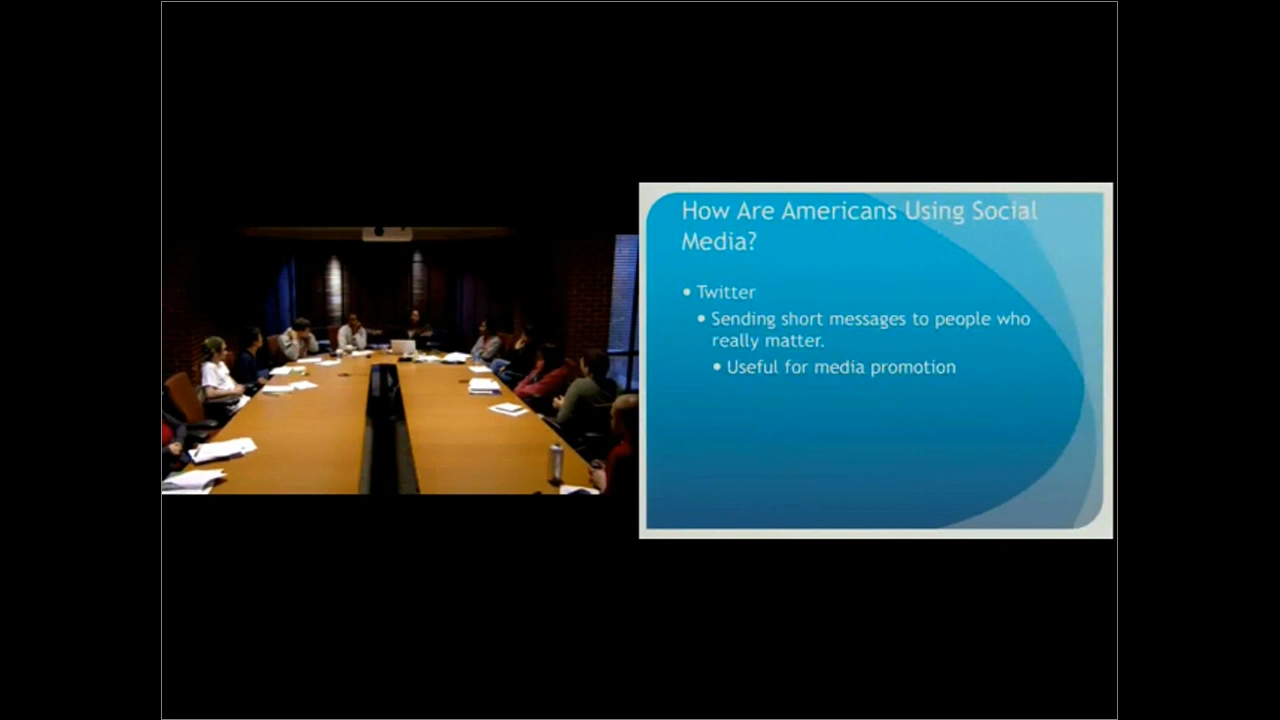 How Are Americans Using Social
Media?
• Twitter
• Sending short messages to people who
really matter.
• Useful for media promotion